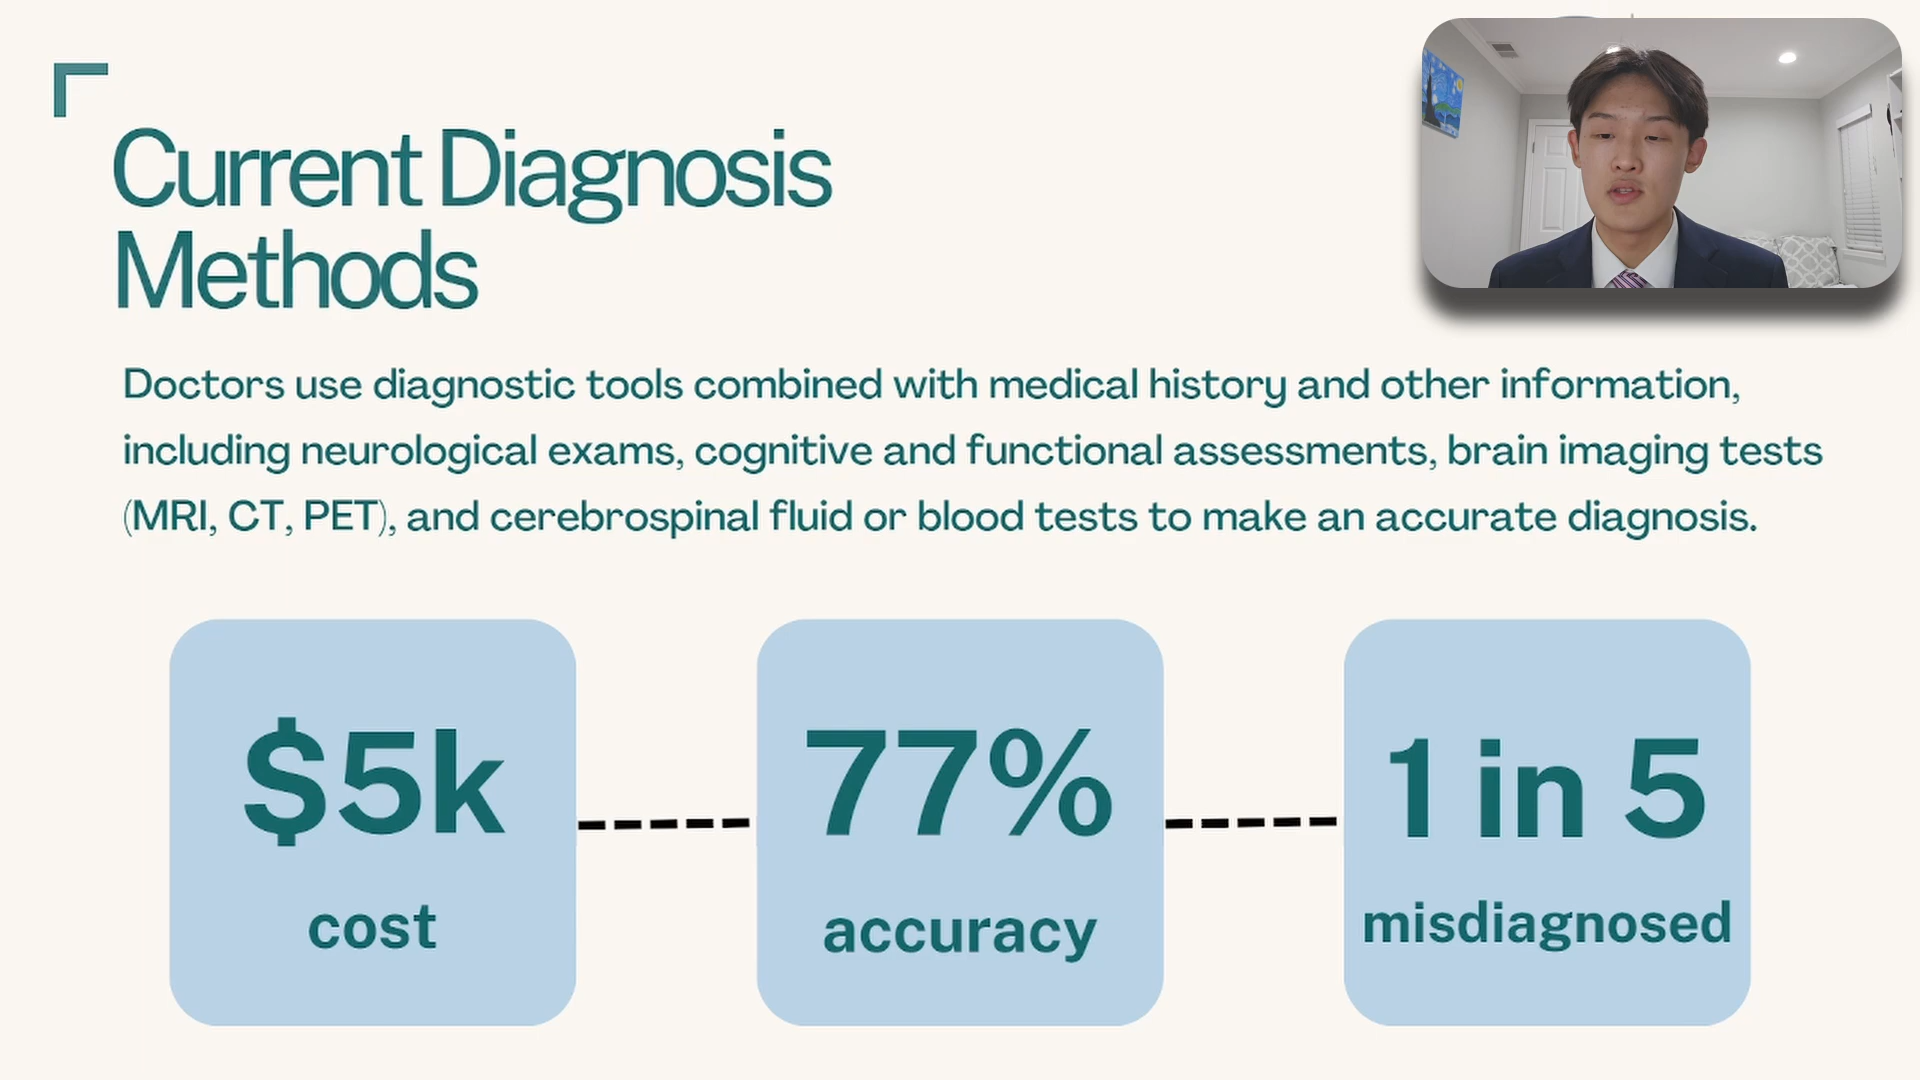 Current Diagnosis
Methods
Doctors use diagnostic tools combined with medical history and other information,
including neurological exams, cognitive and functional assessments, brain imaging tests
(MRI, CT, PET), and cerebrospinal fluid or blood tests to make an accurate diagnosis.
$5k
cost
77%
accuracy
1 in 5
misdiagnosed